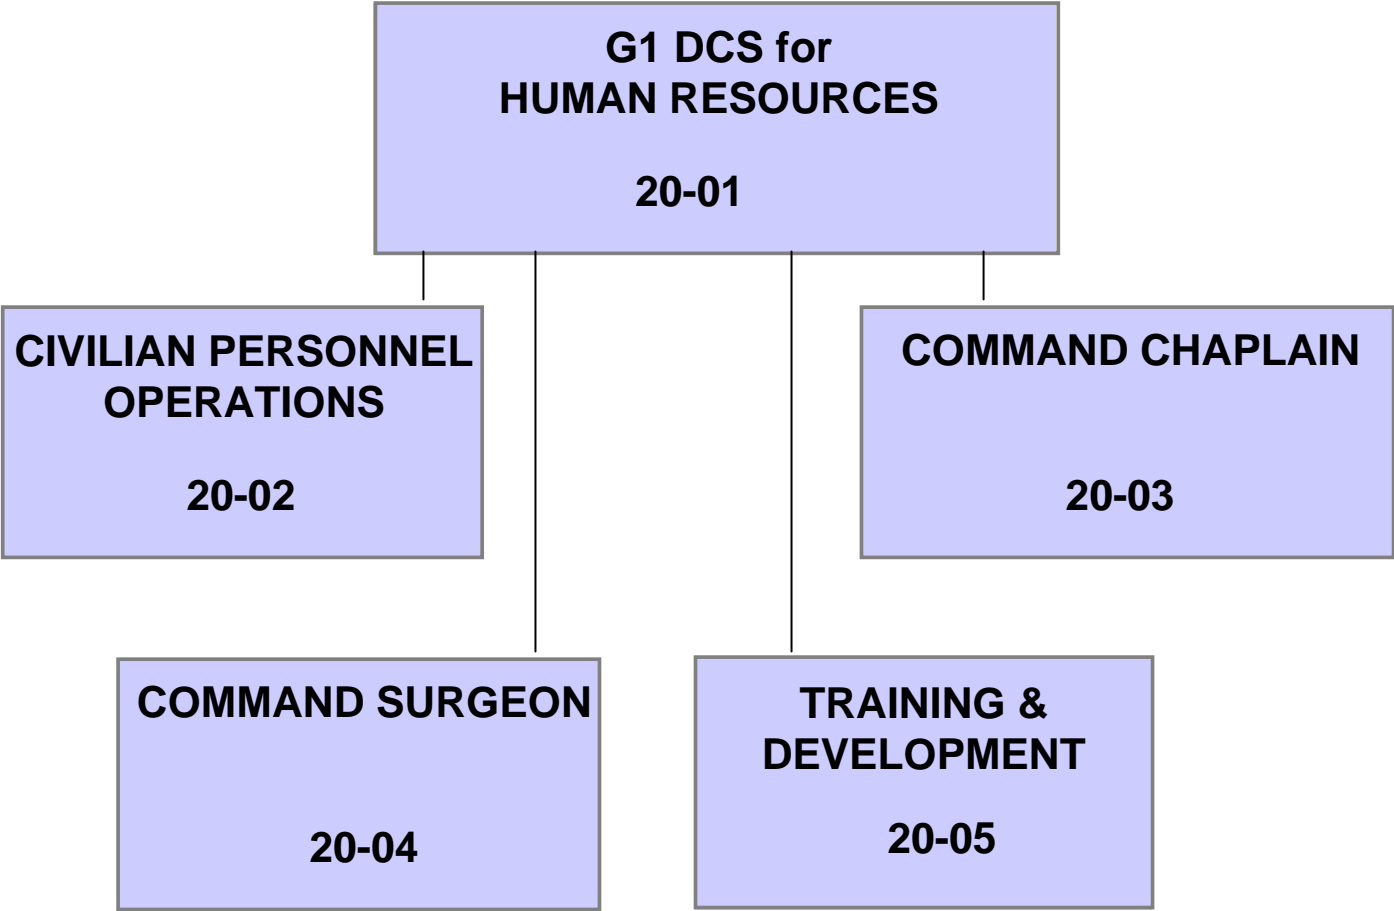 G1 DCS for
HUMAN RESOURCES
20-01
CIVILIAN PERSONNEL
OPERATIONS
20-02
COMMAND CHAPLAIN
20-03
COMMAND SURGEON
20-04
TRAINING &
DEVELOPMENT
20-05